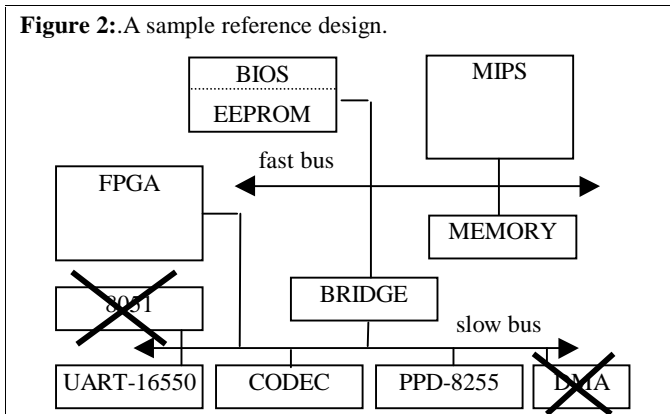 Figure 2:.A sample reference design.
BIOS
EEPROM
MIPS
fast bus
FPGA
MEMORY
8051
BRIDGE
slow bus
UART-16550
CODEC
PPD-8255
DMA